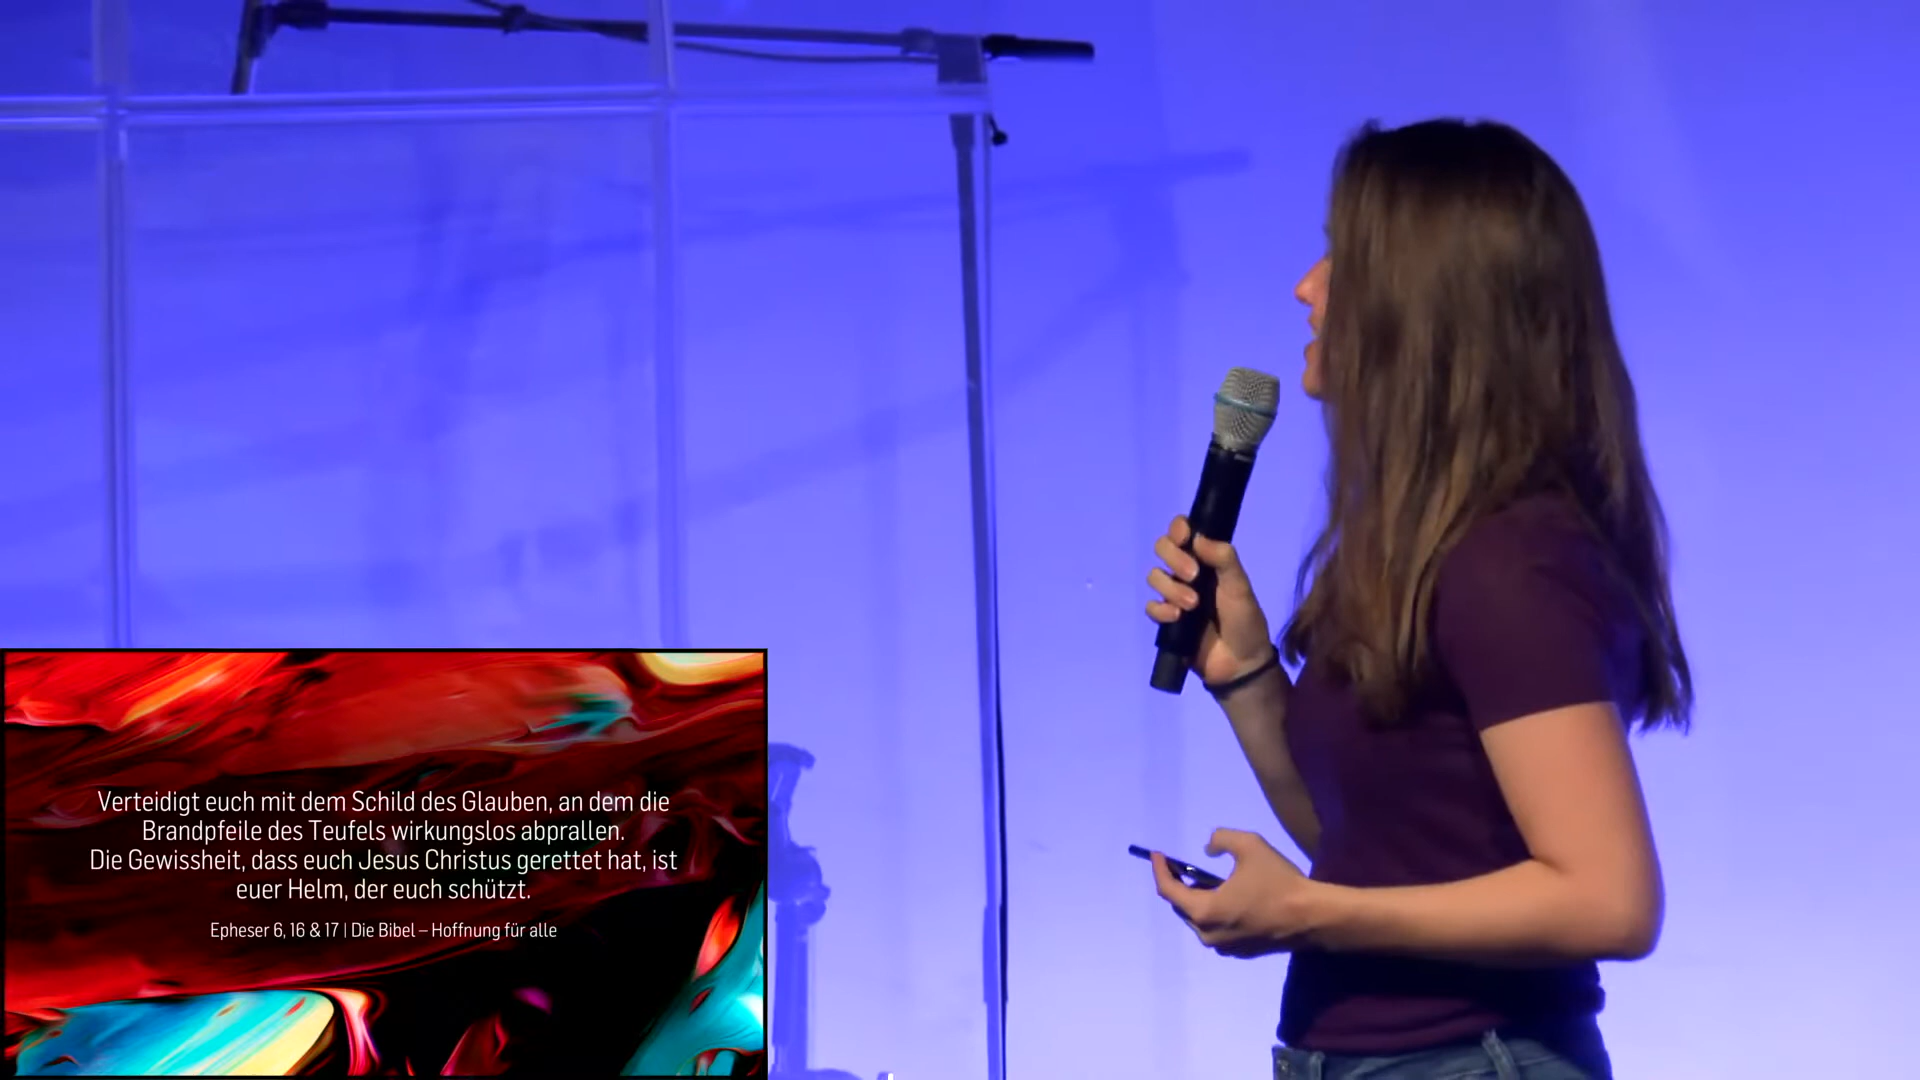 Verteidigt euch mit dem Schild des Glauben, an dem die
Brandpfeile des Teufels wirkungslos abprallen.
Die Gewissheit, dass euch Jesus Christus gerettet hat, ist
euer Helm, der euch schützt.
Epheser 6, 16 & 17 | Die Bibel – Hoffnung für alle